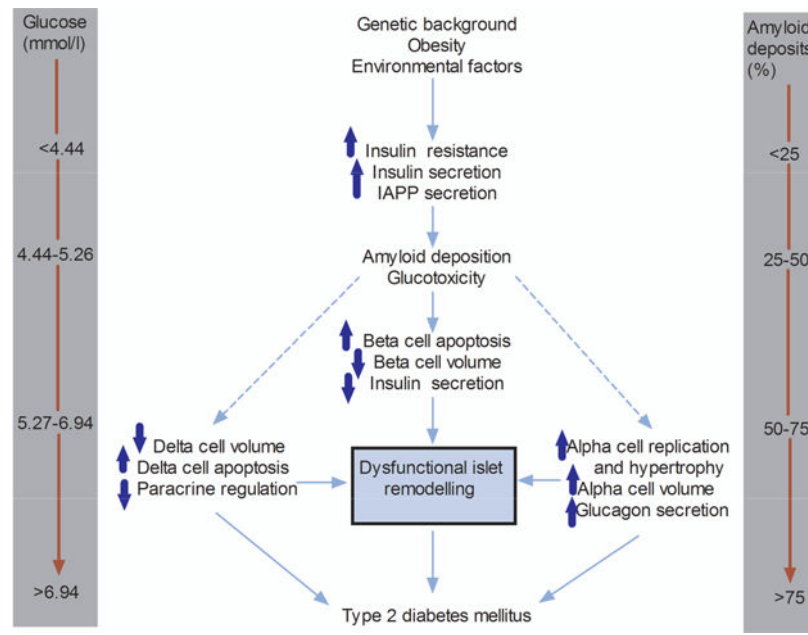 Glucose
(mmol/l)
<4.44
4.44-5.26
5.27-6.94
>6.94
Genetic background
Obesity
Environmental factors
Insulin resistance
Insulin secretion
IAPP secretion
Amyloid deposition
Glucotoxicity
Beta cell apoptosis
Beta cell volume
Insulin secretion
Delta cell volume
Delta cell apoptosis
Paracrine regulation
Dysfunctional islet
remodelling
Alpha cell replication
and hypertrophy
Alpha cell volume
Glucagon secretion
Type 2 diabetes mellitus
Amyloid
deposits
(%)
<25
25-50
50-75
>75